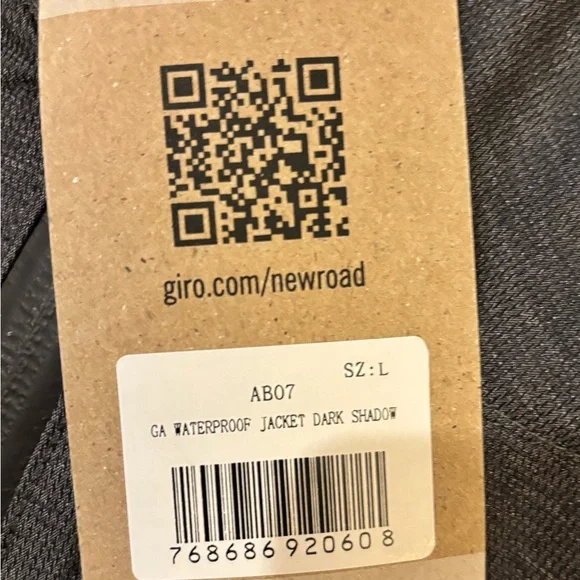 giro.com/newroad
SZ:L
AB07
GA WATERPROOF JACKET DARK SHADOW
768686920608